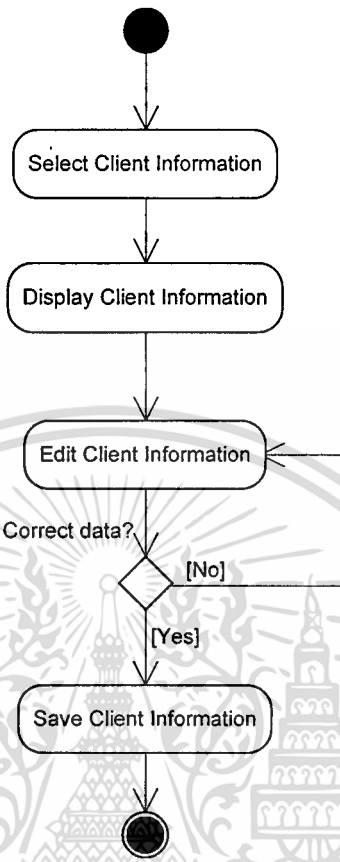 Select Client Information
Display Client Information
Edit Client Information
Correct data?
[No]
[Yes]
Save Client Information